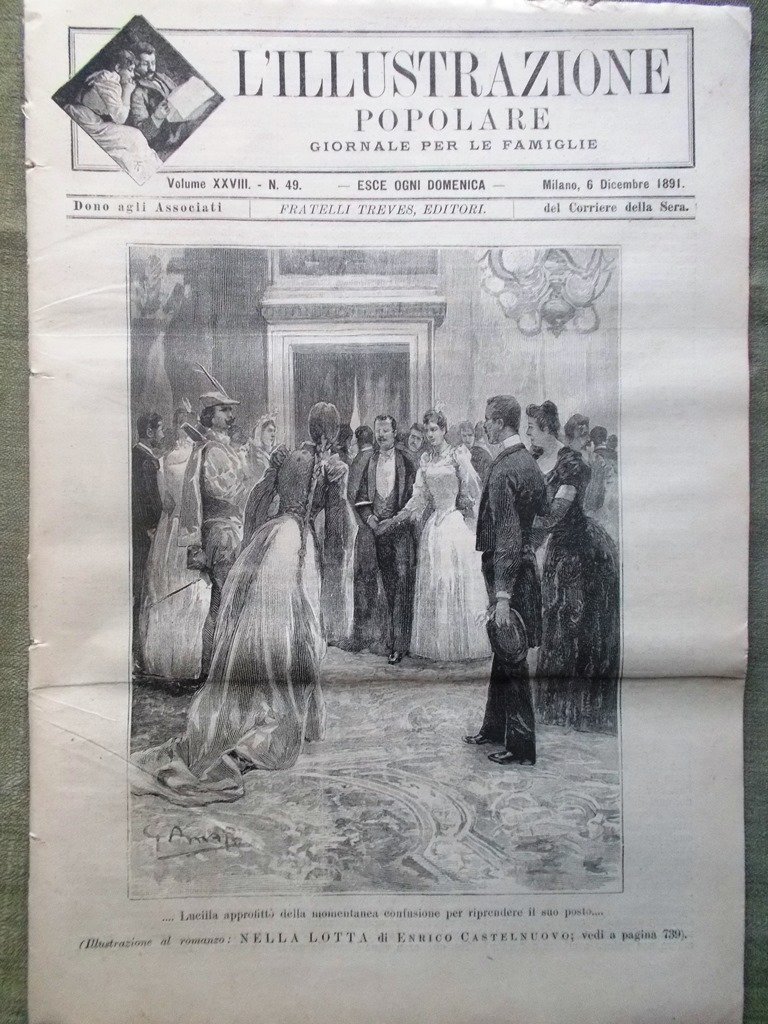 L'ILLUSTRAZIONE
POPOLARE
GIORNALE PER LE FAMIGLIE
Volume XXVIII. - N. 49. — ESCE OGNI DOMENICA — Milano, 6 Dicembre 1891.
Dono agli Associati FRATELLI TREVES, EDITORI. del Corriere della Sera.
.... Lucilla approfittò della momentanea confusione per riprendere il suo posto....
(Illustrazione al romanzo: NELLA LOTTA di ENRICO CASTELNUOVO; vedi a pagina 739).